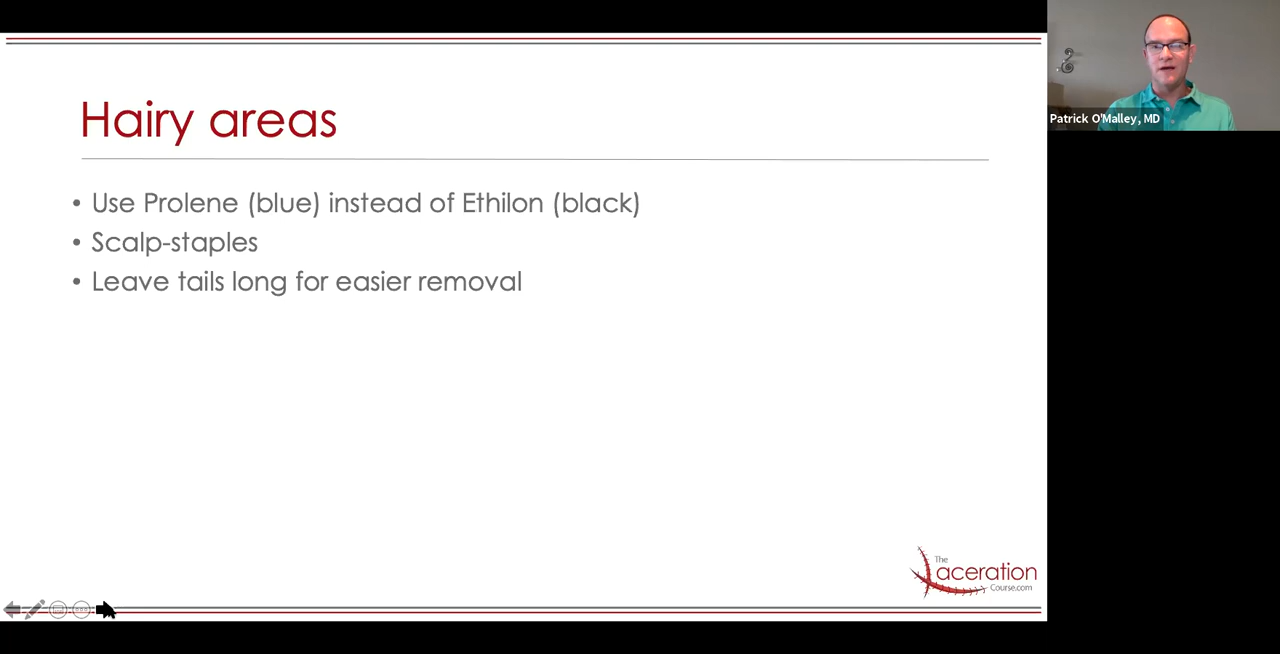 Hairy areas
• Use Prolene (blue) instead of Ethilon (black)
• Scalp-staples
• Leave tails long for easier removal
Patrick O'Malley, MD
The
Laceration
Course.com